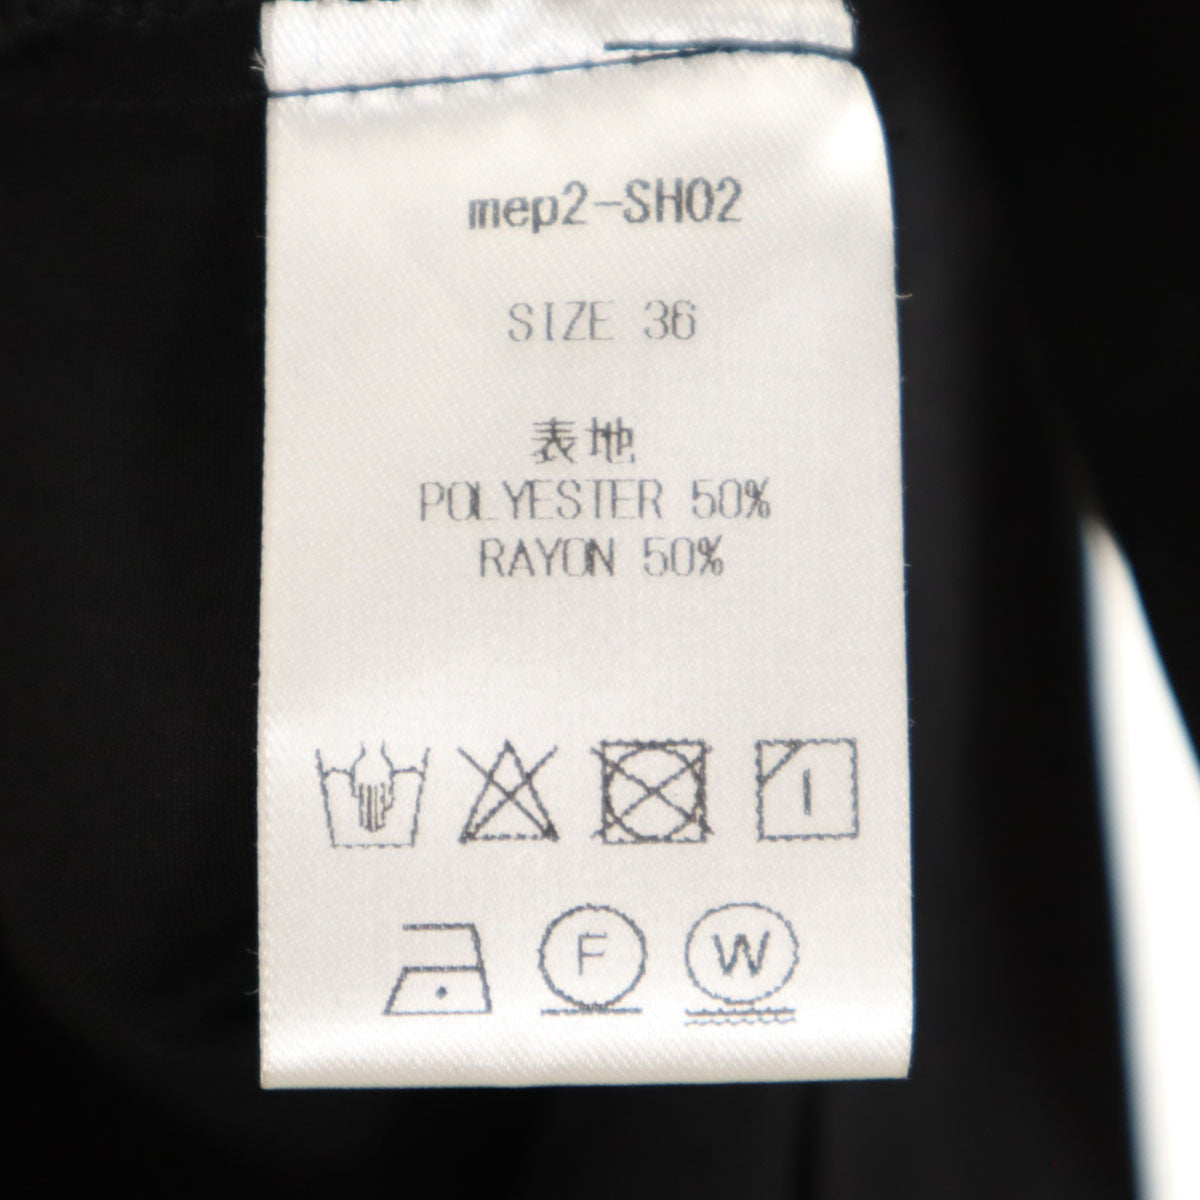 mep2-SH02
SIZE 36
表地
POLYESTER 50%
RAYON 50%
F
W